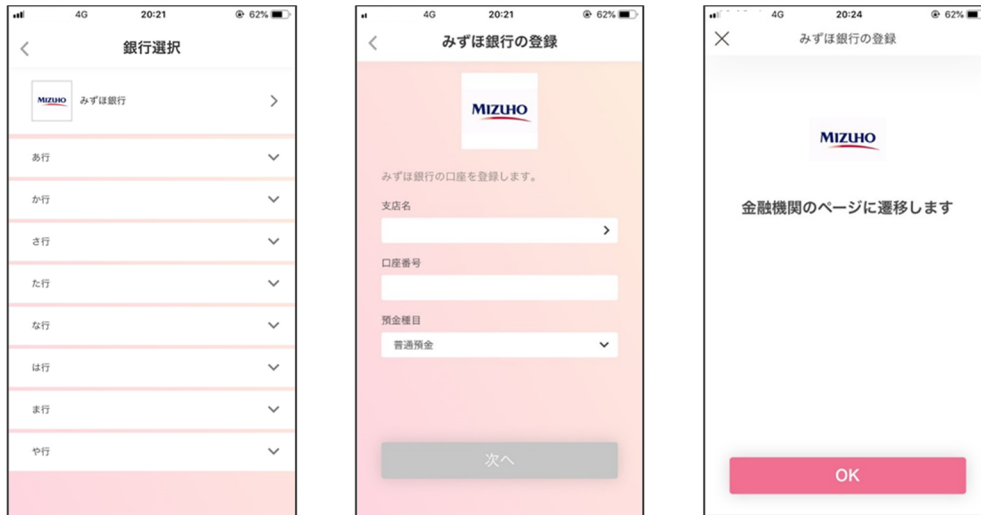 4G 20:21 62%
銀行選択
MIZUHO みずほ銀行
あ行
か行
さ行
た行
な行
は行
ま行
や行
4G 20:21 62%
みずほ銀行の登録
MIZUHO
みずほ銀行の口座を登録します。
支店名
口座番号
預金種目
普通預金
次へ
4G 20:24 62%
みずほ銀行の登録
MIZUHO
金融機関のページに遷移します
OK